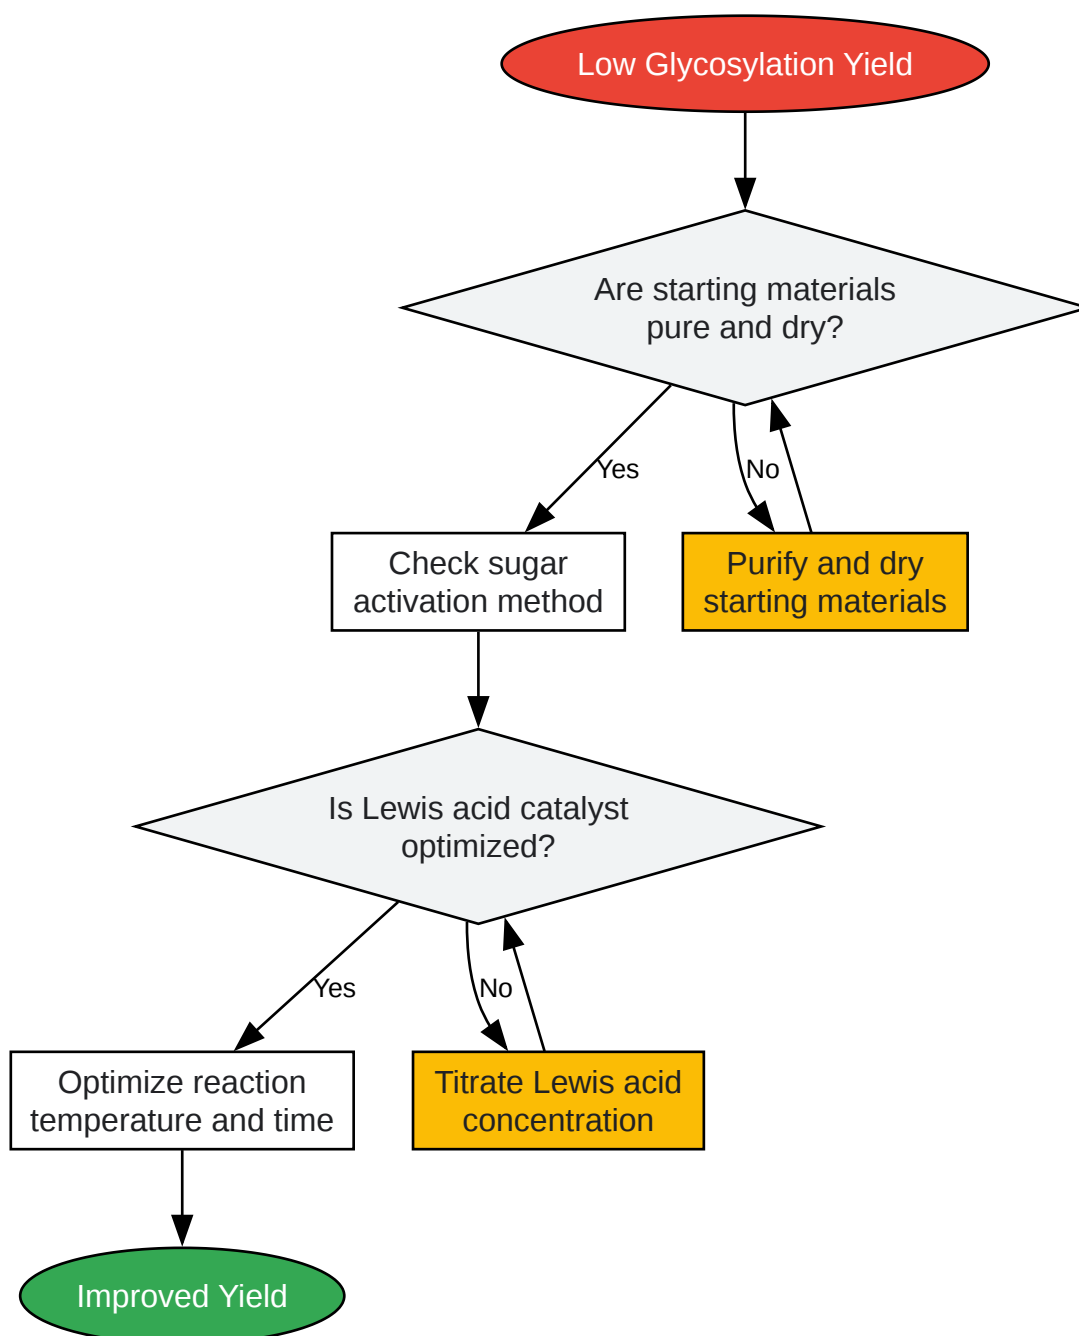 Low Glycosylation Yield
Are starting materials
pure and dry?
Yes
No
Check sugar
activation method
Purify and dry
starting materials
Is Lewis acid catalyst
optimized?
Yes
No
Optimize reaction
temperature and time
Titrate Lewis acid
concentration
Improved Yield